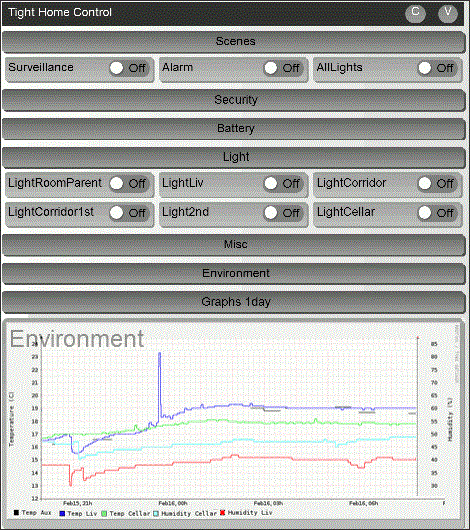 Tight Home Control C V
Scenes
Surveillance Off Alarm Off AllLights Off
Security
Battery
Light
LightRoomParent Off LightLiv Off LightCorridor Off
LightCorridor1st Off Light2nd Off LightCellar Off
Misc
Environment
Graphs 1day
Environment
24 85
23 80
22 75
21 70
20 65
19 60
18 55
17 50
16 45
15 40
14 35
13 30
12
Temperature (C)
Humidity (%)
Feb15,21h Feb16,00h Feb16,03h Feb16,06h F
Temp Aux Temp Liv Temp Cellar Humidity Cellar Humidity Liv